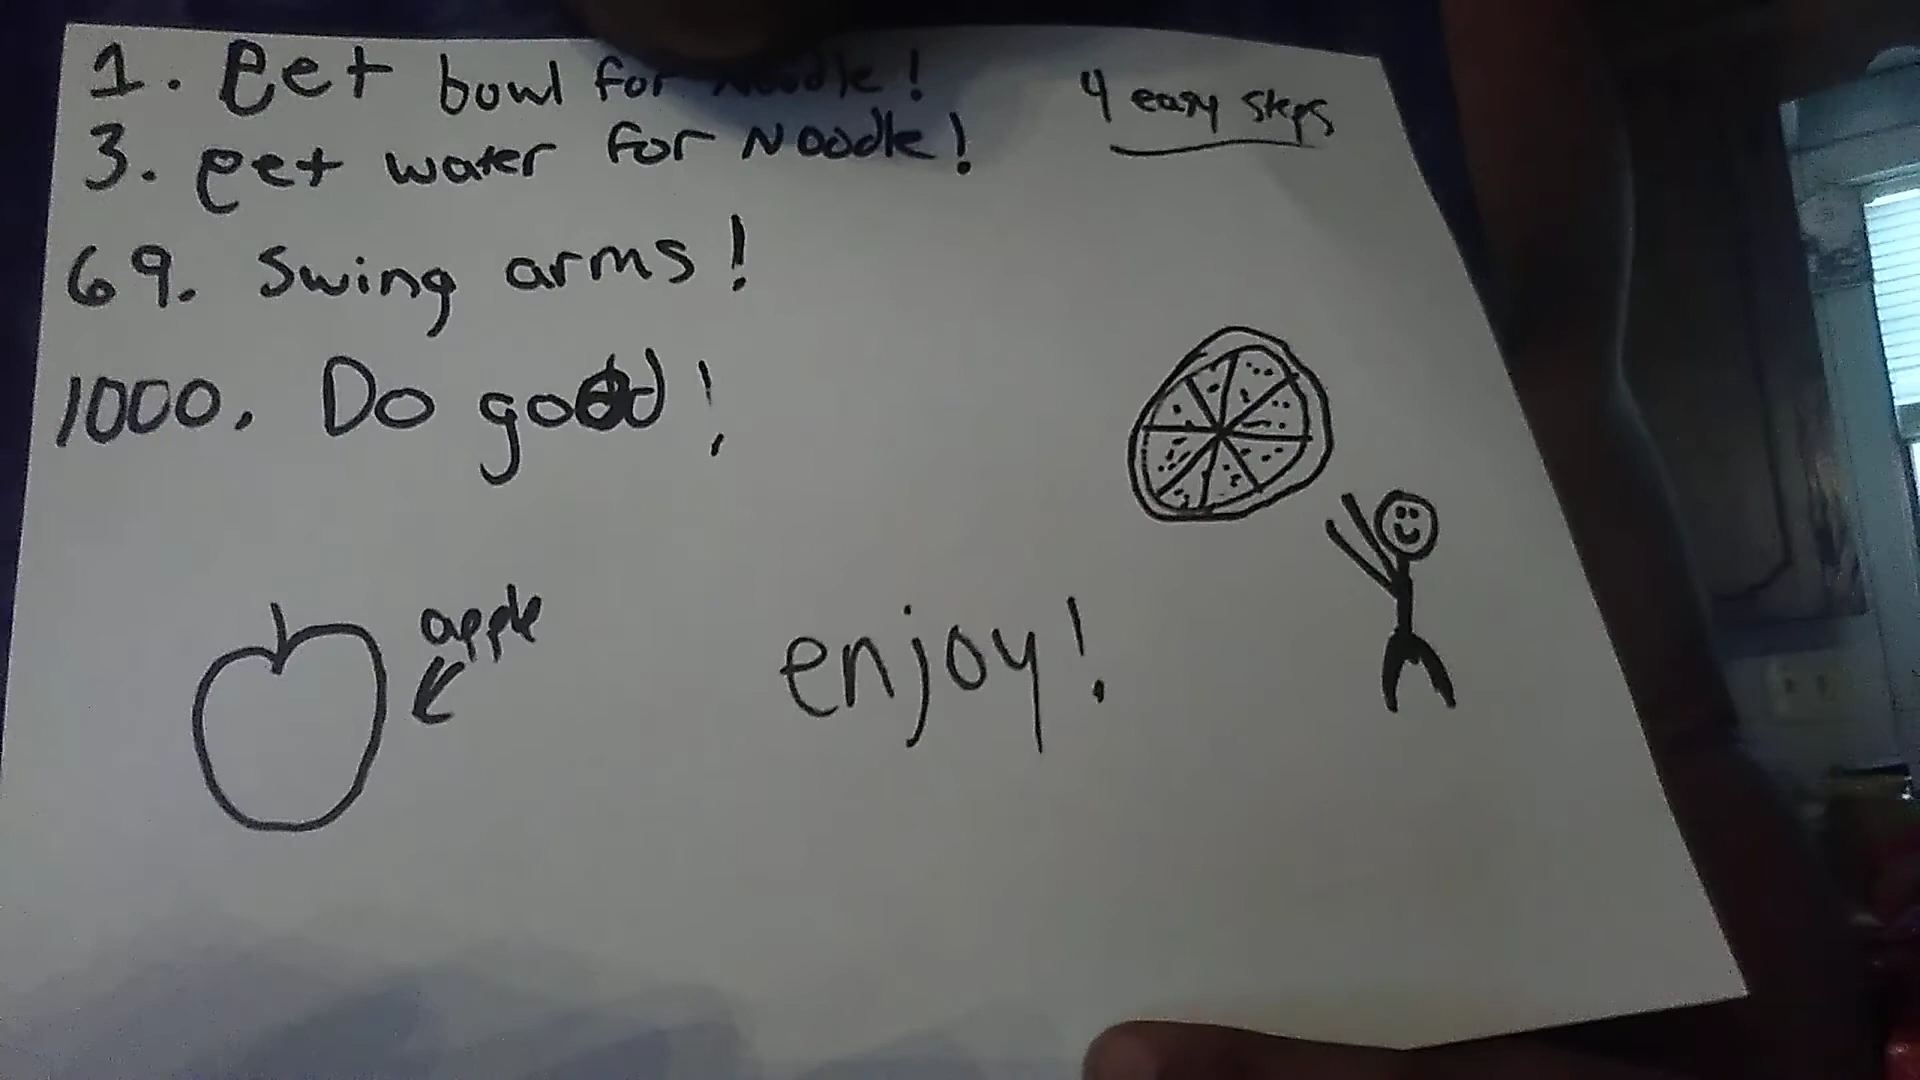 1. get bowl for Noodle!
4 easy steps
3. get water for Noodle!
69. Swing arms!
1000. Do good!
apple
enjoy!